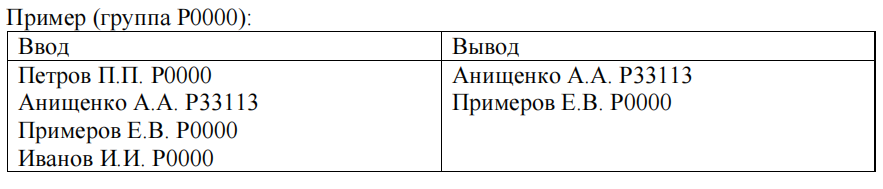 Пример (группа P0000):
Ввод
Вывод
Петров П.П. P0000
Анищенко А.А. P33113
Примеров Е.В. P0000
Иванов И.И. P0000
Анищенко А.А. P33113
Примеров Е.В. P0000